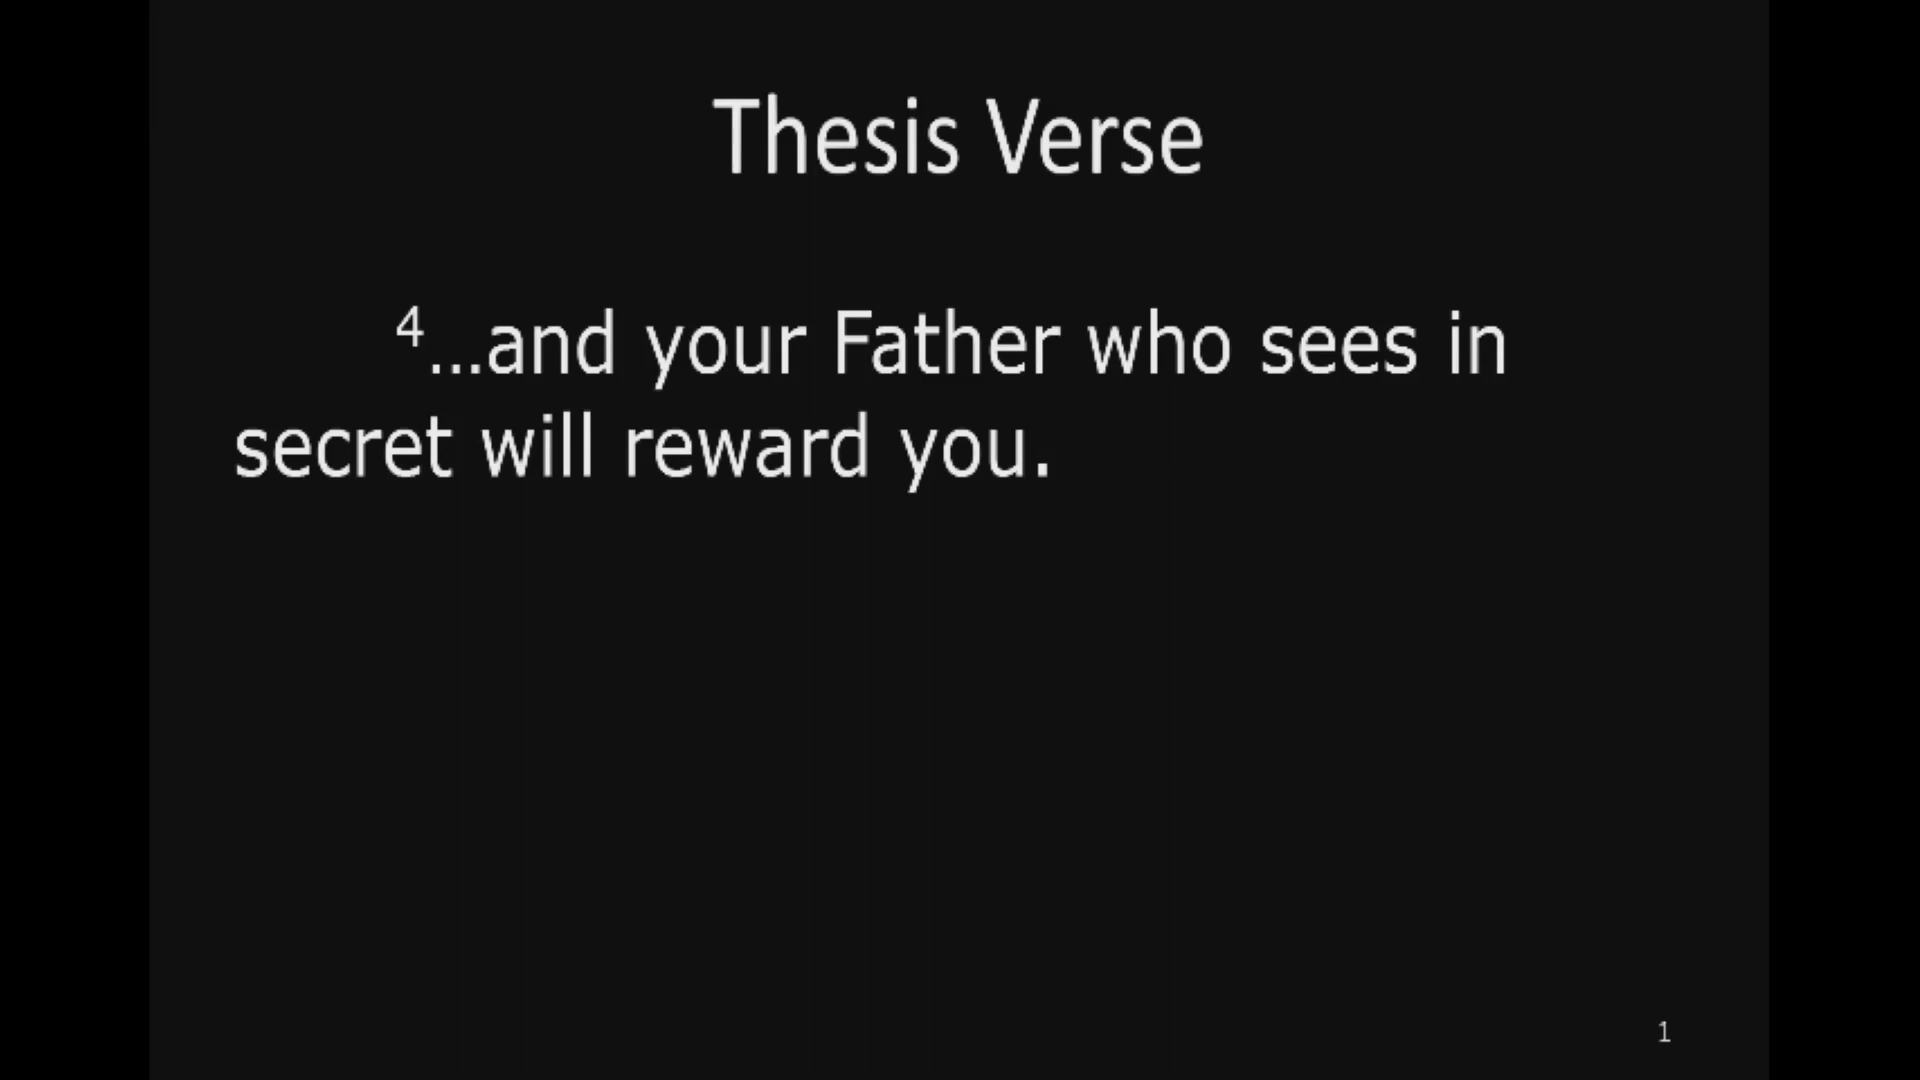 Thesis Verse
⁴...and your Father who sees in
secret will reward you.
1